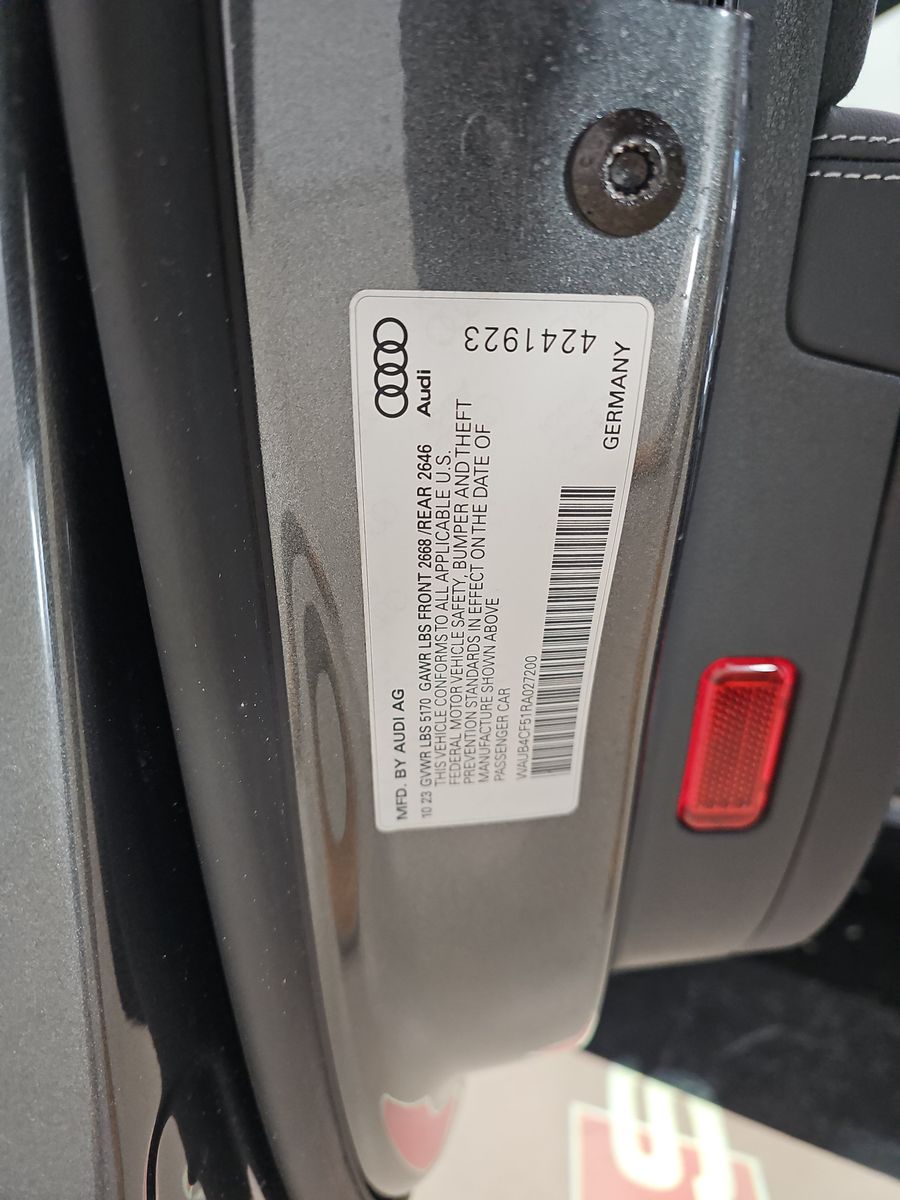 MFD. BY AUDI AG
Audi
10 23 GVWR LBS 5170 GAWR LBS FRONT 2668 /REAR 2646
THIS VEHICLE CONFORMS TO ALL APPLICABLE U.S.
FEDERAL MOTOR VEHICLE SAFETY, BUMPER AND THEFT
PREVENTION STANDARDS IN EFFECT ON THE DATE OF
MANUFACTURE SHOWN ABOVE
PASSENGER CAR
4241923
WAUB4CF51RA027200
GERMANY